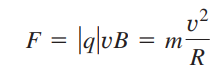 F = |q|vB = m v²/R